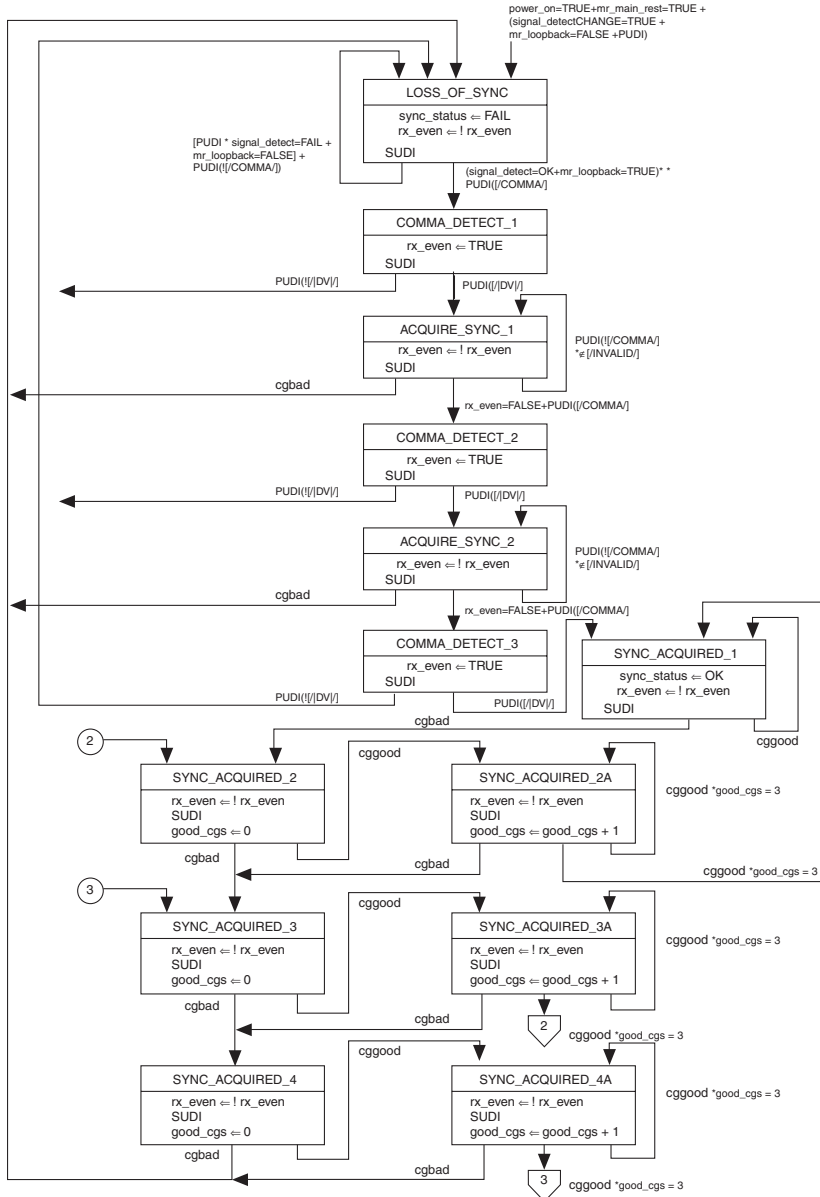 power_on=TRUE+mr_main_rest=TRUE +
(signal_detectCHANGE=TRUE +
mr_loopback=FALSE +PUDI)
LOSS_OF_SYNC
sync_status ⇐ FAIL
rx_even ⇐ ! rx_even
SUDI
[PUDI * signal_detect=FAIL +
mr_loopback=FALSE] +
PUDI(![/COMMA/])
(signal_detect=OK+mr_loopback=TRUE)* *
PUDI([/COMMA/]
COMMA_DETECT_1
rx_even ⇐ TRUE
SUDI
PUDI(![/|DV|/]
PUDI([/|DV|/]
ACQUIRE_SYNC_1
rx_even ⇐ ! rx_even
SUDI
PUDI(![/COMMA/]
*∉[/INVALID/]
cgbad
rx_even=FALSE+PUDI([/COMMA/]
COMMA_DETECT_2
rx_even ⇐ TRUE
SUDI
PUDI(![/|DV|/]
PUDI([/|DV|/]
ACQUIRE_SYNC_2
rx_even ⇐ ! rx_even
SUDI
PUDI(![/COMMA/]
*∉[/INVALID/]
cgbad
rx_even=FALSE+PUDI([/COMMA/]
COMMA_DETECT_3
rx_even ⇐ TRUE
SUDI
SYNC_ACQUIRED_1
sync_status ⇐ OK
rx_even ⇐ ! rx_even
SUDI
PUDI(![/|DV|/]
PUDI([/|DV|/]
cgbad
cggood
2
cggood
SYNC_ACQUIRED_2
rx_even ⇐ ! rx_even
SUDI
good_cgs ⇐ 0
SYNC_ACQUIRED_2A
rx_even ⇐ ! rx_even
SUDI
good_cgs ⇐ good_cgs + 1
cggood *good_cgs = 3
cgbad
cgbad
cggood *good_cgs = 3
3
cggood
SYNC_ACQUIRED_3
rx_even ⇐ ! rx_even
SUDI
good_cgs ⇐ 0
SYNC_ACQUIRED_3A
rx_even ⇐ ! rx_even
SUDI
good_cgs ⇐ good_cgs + 1
cggood *good_cgs = 3
cgbad
cgbad
2
cggood *good_cgs = 3
cggood
SYNC_ACQUIRED_4
rx_even ⇐ ! rx_even
SUDI
good_cgs ⇐ 0
SYNC_ACQUIRED_4A
rx_even ⇐ ! rx_even
SUDI
good_cgs ⇐ good_cgs + 1
cggood *good_cgs = 3
cgbad
cgbad
3
cggood *good_cgs = 3